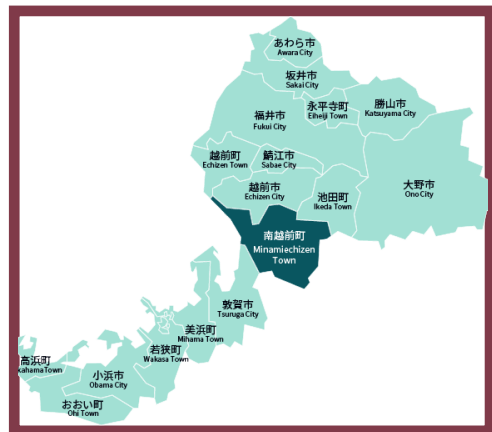 あわら市
Awara City
坂井市
Sakai City
永平寺町
Eiheiji Town
勝山市
Katsuyama City
福井市
Fukui City
越前町
Echizen Town
鯖江市
Sabae City
越前市
Echizen City
池田町
Ikeda Town
大野市
Ono City
南越前町
Minamiechizen
Town
敦賀市
Tsuruga City
美浜町
Mihama Town
若狭町
Wakasa Town
高浜町
kahama Town
小浜市
Obama City
おおい町
Ohi Town